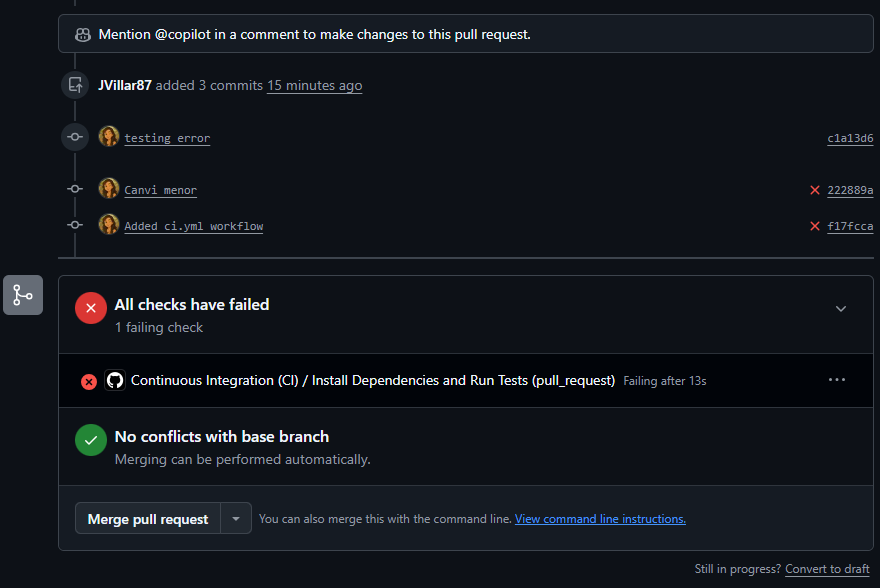 Mention @copilot in a comment to make changes to this pull request.
JVillar87 added 3 commits 15 minutes ago
testing error c1a13d6
Canvi menor 222889a
Added ci.yml workflow f17fcca
All checks have failed
1 failing check
Continuous Integration (CI) / Install Dependencies and Run Tests (pull_request) Failing after 13s
No conflicts with base branch
Merging can be performed automatically.
Merge pull request You can also merge this with the command line. View command line instructions.
Still in progress? Convert to draft